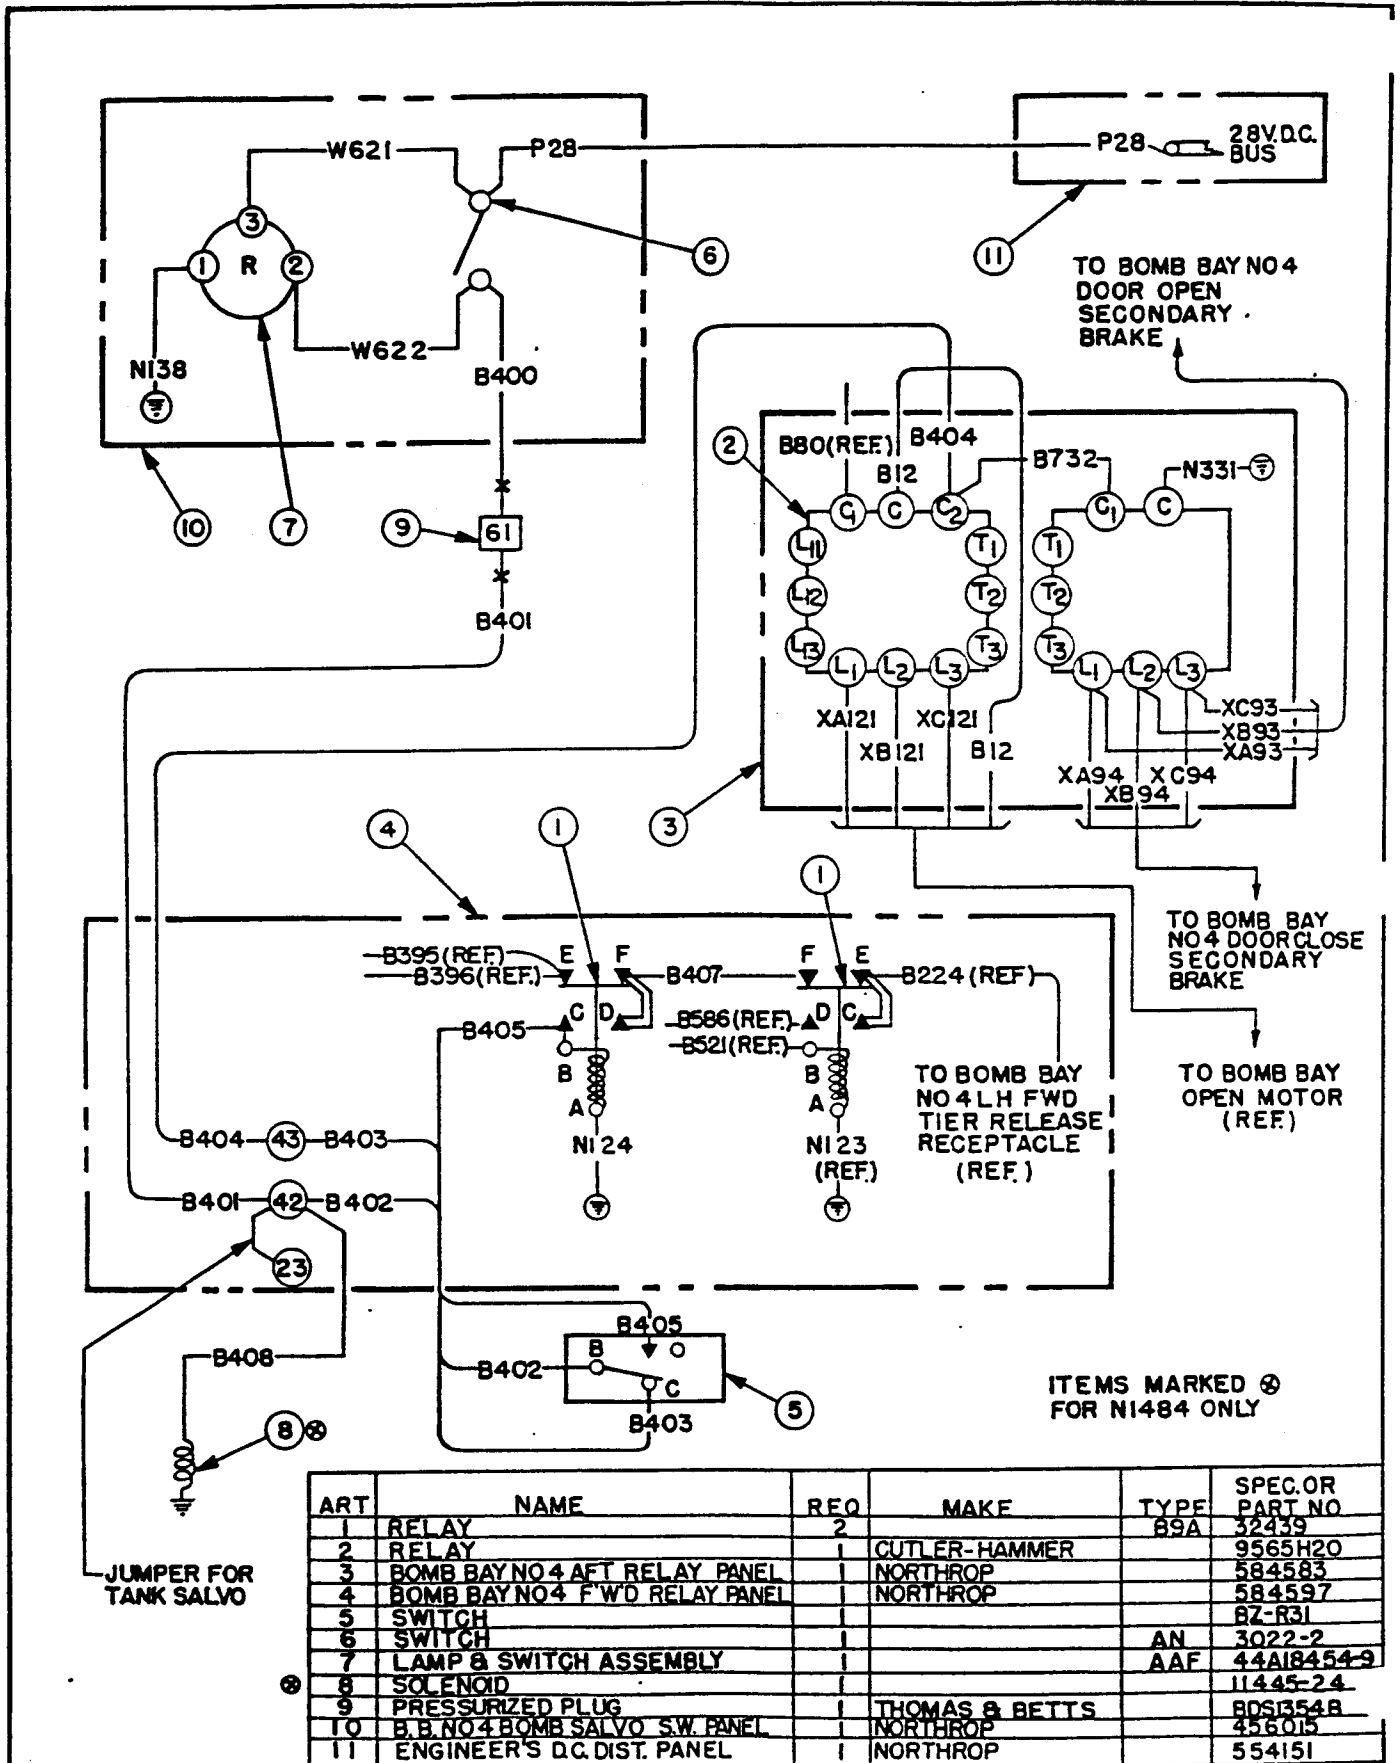 W621
P28
P28
28V.D.C.
BUS
3
1
R
2
6
11
TO BOMB BAY NO 4
DOOR OPEN
SECONDARY
BRAKE
W622
N138
B400
10
7
9
61
B401
2
B80(REF.)
B404
B12
B732
N331
C1
C
C2
C1
C
L11
T1
T1
L12
T2
T2
L13
T3
T3
L1
L2
L3
L1
L2
L3
XA121
XC121
XB121
B12
XC93
XB93
XA93
XA94
XC94
XB94
3
4
1
1
TO BOMB BAY
NO 4 DOOR CLOSE
SECONDARY
BRAKE
B395(REF.)
E
F
F
E
B396(REF.)
B407
B224 (REF.)
C
D
D
C
B405
B586(REF.)
B521(REF.)
B
B
A
A
TO BOMB BAY
NO 4 LH FWD
TIER RELEASE
RECEPTACLE
(REF.)
TO BOMB BAY
OPEN MOTOR
(REF.)
B404
43
B403
N124
N123
(REF.)
B401
42
B402
23
B405
B
B402
C
B408
5
B403
ITEMS MARKED ⊗
FOR N1484 ONLY
8 ⊗
JUMPER FOR
TANK SALVO
ART NAME REQ MAKE TYPE SPEC. OR PART NO
1 RELAY 2 B9A 32439
2 RELAY 1 CUTLER-HAMMER 9565H20
3 BOMB BAY NO 4 AFT RELAY PANEL 1 NORTHROP 584583
4 BOMB BAY NO 4 F'W'D RELAY PANEL 1 NORTHROP 584597
5 SWITCH 1 BZ-R31
6 SWITCH 1 AN 3022-2
7 LAMP & SWITCH ASSEMBLY 1 AAF 44A18454-9
⊗ 8 SOLENOID 1 11445-24
9 PRESSURIZED PLUG 1 THOMAS & BETTS BDS1354B
10 B.B. NO 4 BOMB SALVO S.W. PANEL 1 NORTHROP 456015
11 ENGINEER'S D.C. DIST. PANEL 1 NORTHROP 554151